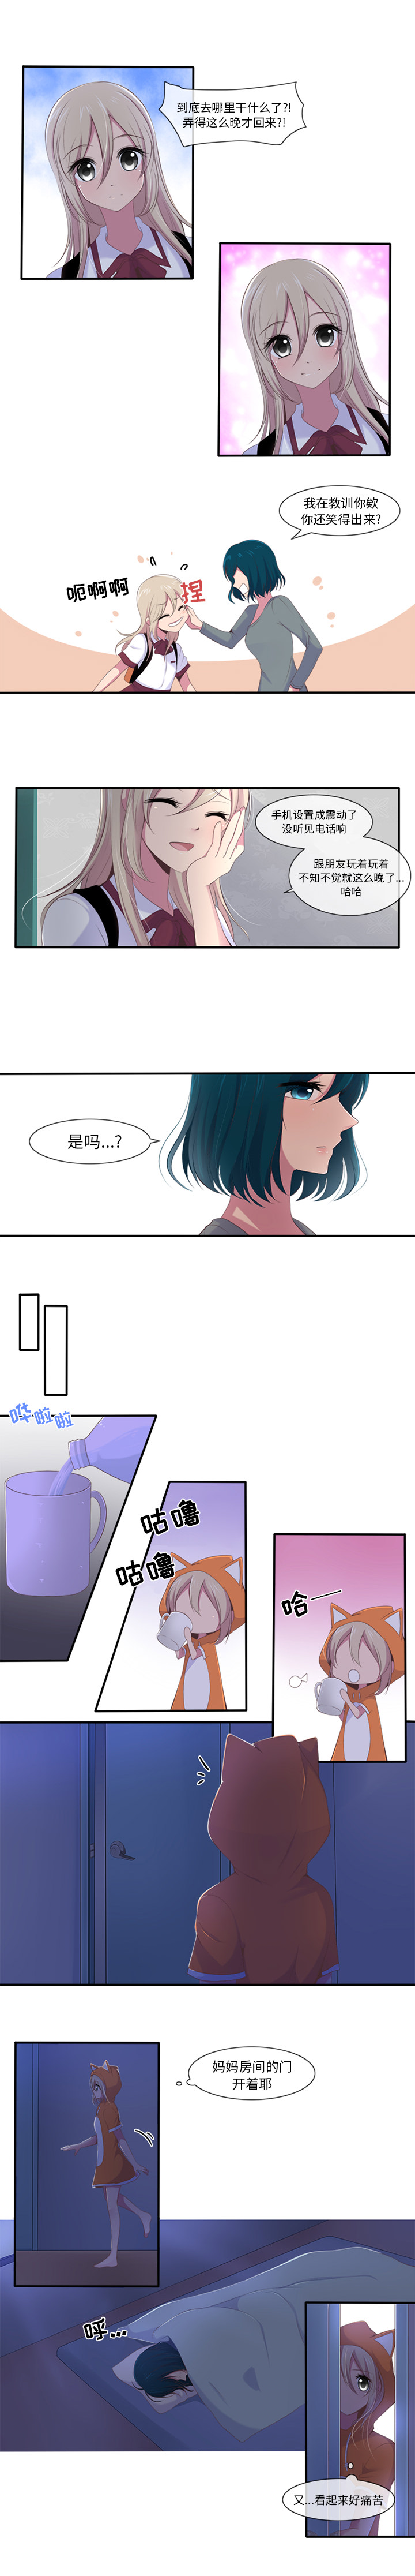 到底去哪里干什么了?!
弄得这么晚才回来?!
我在教训你欸
你还笑得出来?
呃啊啊
捏
手机设置成震动了
没听见电话响
跟朋友玩着玩着
不知不觉就这么晚了...
哈哈
是吗...?
哗啦啦
咕噜
咕噜
哈——
妈妈房间的门
开着耶
呼...
又...看起来好痛苦